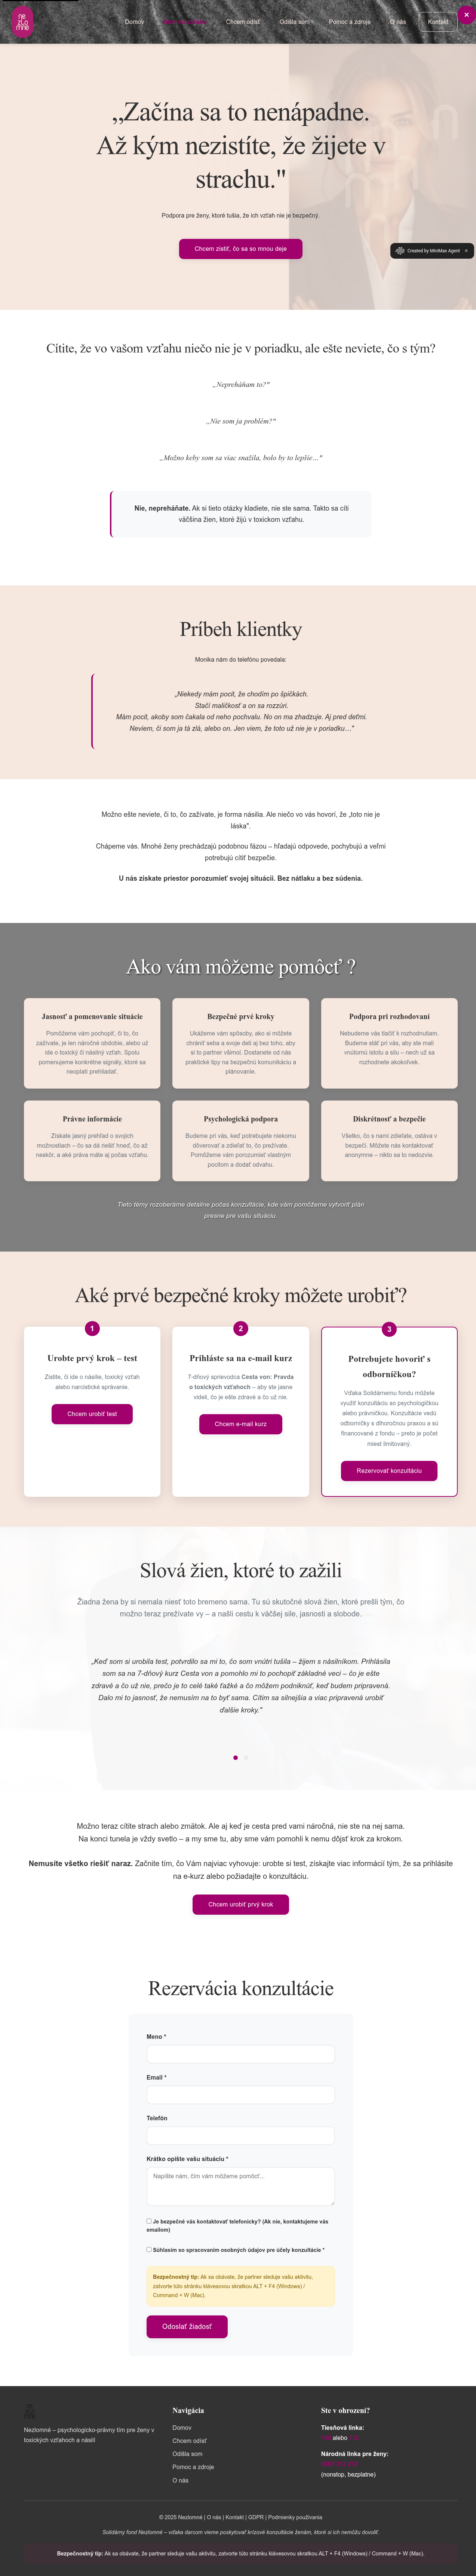 ne
zlo
mne
Domov
Chcem odísť
Odišla som
Pomoc a zdroje
O nás
Kontakt
×
„Začína sa to nenápadne.
Až kým nezistíte, že žijete v
strachu."
Podpora pre ženy, ktoré tušia, že ich vzťah nie je bezpečný.
Chcem zistiť, čo sa so mnou deje
Created by MiniMax Agent ×
Cítite, že vo vašom vzťahu niečo nie je v poriadku, ale ešte neviete, čo s tým?
„Nepreháňam to?"
„Nie som ja problém?"
„Možno keby som sa viac snažila, bolo by to lepšie…"
Nie, nepreháňate. Ak si tieto otázky kladiete, nie ste sama. Takto sa cíti
väčšina žien, ktoré žijú v toxickom vzťahu.
Príbeh klientky
Monika nám do telefónu povedala:
„Niekedy mám pocit, že chodím po špičkách.
Stačí maličkosť a on sa rozzúri.
Mám pocit, akoby som čakala od neho pochvalu. No on ma zhadzuje. Aj pred deťmi.
Neviem, či som ja tá zlá, alebo on. Jen viem, že toto už nie je v poriadku…"
Možno ešte neviete, či to, čo zažívate, je forma násilia. Ale niečo vo vás hovorí, že „toto nie je
láska".
Chápeme vás. Mnohé ženy prechádzajú podobnou fázou – hľadajú odpovede, pochybujú a veľmi
potrebujú cítiť bezpečie.
U nás získate priestor porozumieť svojej situácii. Bez nátlaku a bez súdenia.
Ako vám môžeme pomôcť ?
Jasnosť a pomenovanie situácie
Pomôžeme vám pochopiť, či to, čo
zažívate, je len náročné obdobie, alebo už
ide o toxický či násilný vzťah. Spolu
pomenujeme konkrétne signály, ktoré sa
neoplatí prehliadať.
Bezpečné prvé kroky
Ukážeme vám spôsoby, ako si môžete
chrániť seba a svoje deti aj bez toho, aby
si to partner všimol. Dostanete od nás
praktické tipy na bezpečnú komunikáciu a
plánovanie.
Podpora pri rozhodovaní
Nebudeme vás tlačiť k rozhodnutiam.
Budeme stáť pri vás, aby ste mali
vnútornú istotu a silu – nech už sa
rozhodnete akokoľvek.
Právne informácie
Získate jasný prehľad o svojich
možnostiach – čo sa dá riešiť hneď, čo až
neskôr, a aké práva máte aj počas vzťahu.
Psychologická podpora
Budeme pri vás, keď potrebujete niekomu
dôverovať a zdieľať to, čo prežívate.
Pomôžeme vám porozumieť vlastným
pocitom a dodať odvahu.
Diskrétnosť a bezpečie
Všetko, čo s nami zdieľate, ostáva v
bezpečí. Môžete nás kontaktovať
anonymne – nikto sa to nedozvie.
Tieto témy rozoberáme detailne počas konzultácie, kde vám pomôžeme vytvoriť plán
presne pre vašu situáciu.
Aké prvé bezpečné kroky môžete urobiť?
1
Urobte prvý krok – test
Zistite, či ide o násilie, toxický vzťah
alebo narcistické správanie.
Chcem urobiť test
2
Prihláste sa na e-mail kurz
7-dňový sprievodca Cesta von: Pravda
o toxických vzťahoch – aby ste jasne
videli, čo je ešte zdravé a čo už nie.
Chcem e-mail kurz
3
Potrebujete hovoriť s
odborníčkou?
Vďaka Solidárnemu fondu môžete
využiť konzultáciu so psychologičkou
alebo právničkou. Konzultácie vedú
odborníčky s dlhoročnou praxou a sú
financované z fondu – preto je počet
miest limitovaný.
Rezervovať konzultáciu
Slová žien, ktoré to zažili
Žiadna žena by si nemala niesť toto bremeno sama. Tu sú skutočné slová žien, ktoré prešli tým, čo
možno teraz prežívate vy – a našli cestu k väčšej sile, jasnosti a slobode.
„Keď som si urobila test, potvrdilo sa mi to, čo som vnútri tušila – žijem s násilníkom. Prihlásila
som sa na 7-dňový kurz Cesta von a pomohlo mi to pochopiť základné veci – čo je ešte
zdravé a čo už nie, prečo je to celé také ťažké a čo môžem podniknúť, keď budem pripravená.
Dalo mi to jasnosť, že nemusím na to byť sama. Cítim sa silnejšia a viac pripravená urobiť
ďalšie kroky."
Možno teraz cítite strach alebo zmätok. Ale aj keď je cesta pred vami náročná, nie ste na nej sama.
Na konci tunela je vždy svetlo – a my sme tu, aby sme vám pomohli k nemu dôjsť krok za krokom.
Nemusíte všetko riešiť naraz. Začnite tím, čo Vám najviac vyhovuje: urobte si test, získajte viac informácií tým, že sa prihlásite
na e-kurz alebo požiadajte o konzultáciu.
Chcem urobiť prvý krok
Rezervácia konzultácie
Meno *
Email *
Telefón
Krátko opíšte vašu situáciu *
Napíšte nám, čím vám môžeme pomôcť...
Je bezpečné vás kontaktovať telefonicky? (Ak nie, kontaktujeme vás
emailom)
Súhlasím so spracovaním osobných údajov pre účely konzultácie *
Bezpečnostný tip: Ak sa obávate, že partner sleduje vašu aktivitu,
zatvorte túto stránku klávesovou skratkou ALT + F4 (Windows) /
Command + W (Mac).
Odoslať žiadosť
Nezlomné – psychologicko-právny tím pre ženy v
toxických vzťahoch a násilí
Navigácia
Domov
Chcem odísť
Odišla som
Pomoc a zdroje
O nás
Ste v ohrození?
Tiesňová linka:
alebo
Národná linka pre ženy:
(nonstop, bezplatne)
© 2025 Nezlomné | O nás | Kontakt | GDPR | Podmienky používania
Solidárny fond Nezlomné – vďaka darcom vieme poskytovať krízové konzultácie ženám, ktoré si ich nemôžu dovoliť.
Bezpečnostný tip: Ak sa obávate, že partner sleduje vašu aktivitu, zatvorte túto stránku klávesovou skratkou ALT + F4 (Windows) / Command + W (Mac).